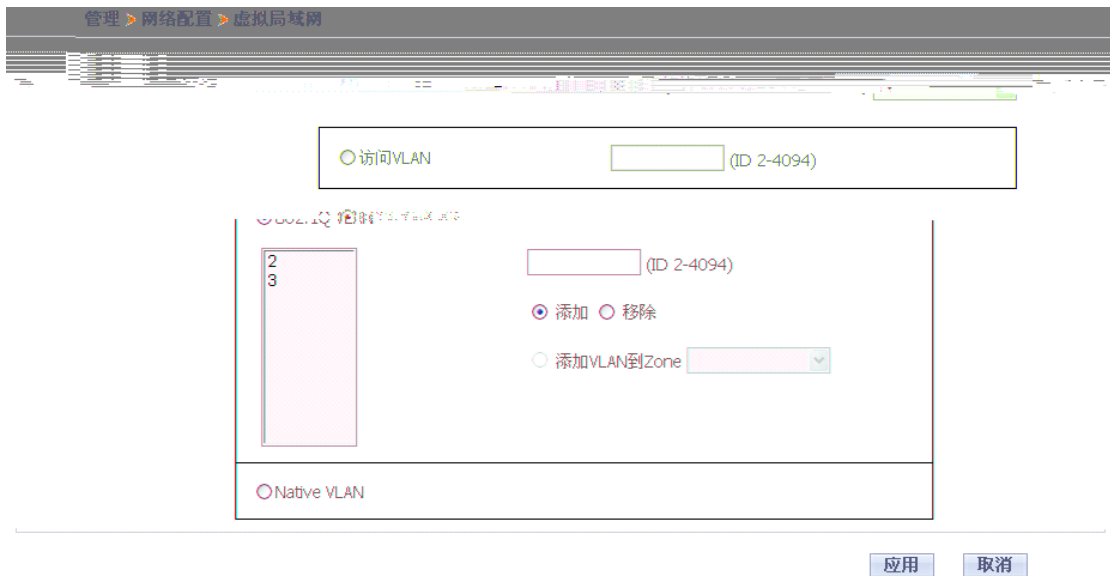 管理 > 网络配置 > 虚拟局域网
访问VLAN (ID 2-4094)
802.1Q
2
3
(ID 2-4094)
添加 移除
添加VLAN到Zone
Native VLAN
应用 取消